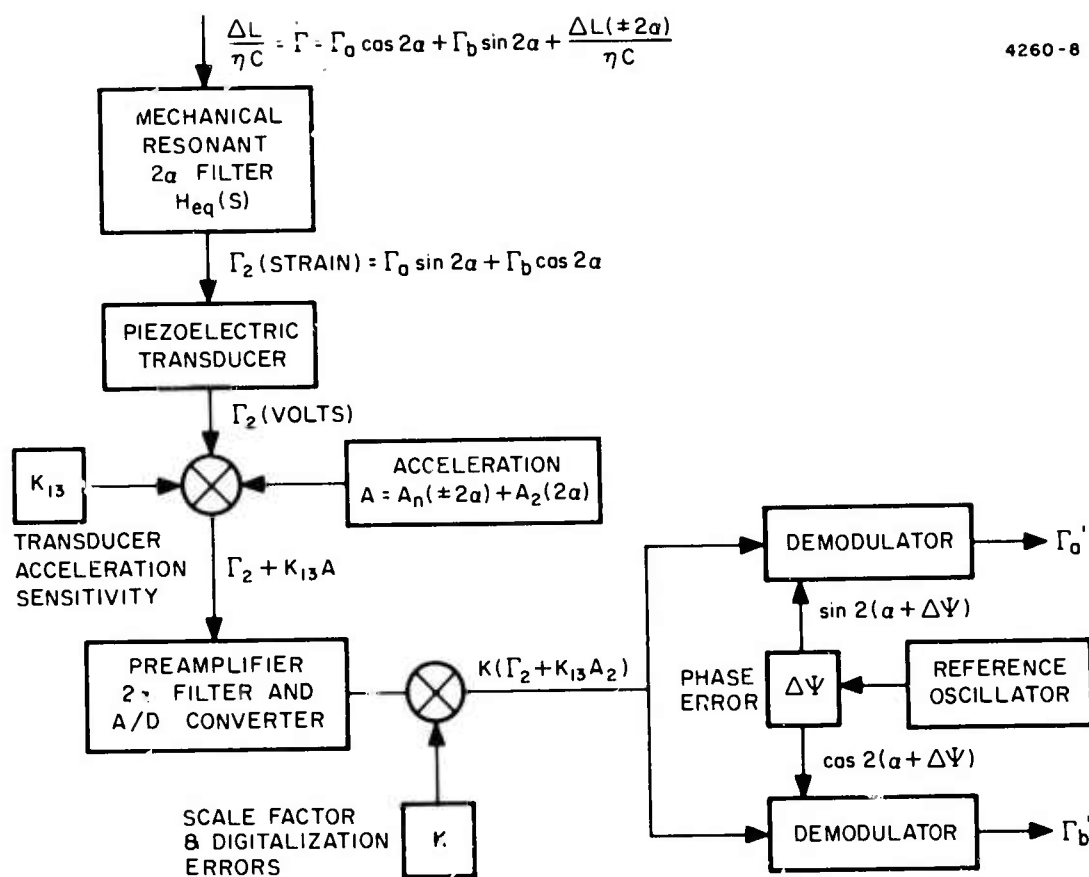 ΔL/ηC = Γ = Γa cos 2α + Γb sin 2α + ΔL(±2α)/ηC
4260-8
MECHANICAL
RESONANT
2α FILTER
Heq(S)
Γ2 (STRAIN) = Γa sin 2α + Γb cos 2α
PIEZOELECTRIC
TRANSDUCER
Γ2 (VOLTS)
K13
ACCELERATION
A = An(±2α) + A2(2α)
TRANSDUCER
ACCELERATION
SENSITIVITY
Γ2 + K13A
PREAMPLIFIER
2α FILTER AND
A/D CONVERTER
K(Γ2 + K13A2)
SCALE FACTOR
& DIGITALIZATION
ERRORS
K
DEMODULATOR
Γa'
sin 2(α + ΔΨ)
PHASE
ERROR
ΔΨ
REFERENCE
OSCILLATOR
cos 2(α + ΔΨ)
DEMODULATOR
Γb'